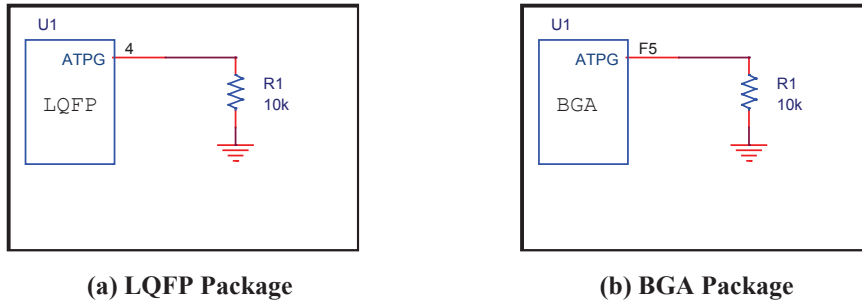 U1
ATPG
4
LQFP
R1
10k
(a) LQFP Package
U1
ATPG
F5
BGA
R1
10k
(b) BGA Package